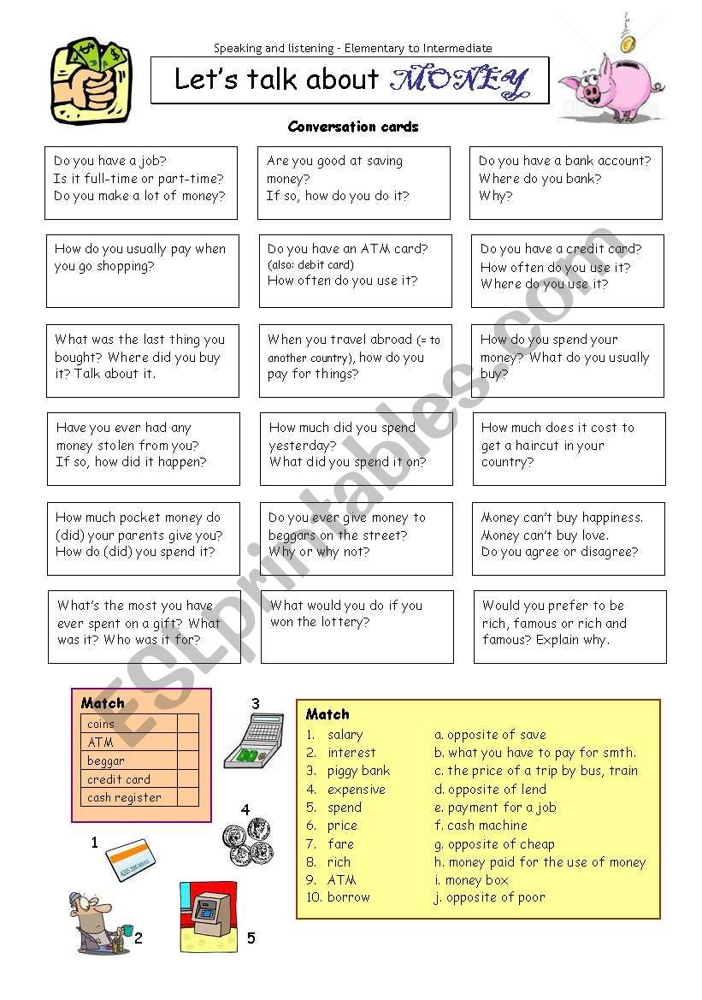 Speaking and listening - Elementary to Intermediate
Let's talk about MONEY
Conversation cards
Do you have a job?
Is it full-time or part-time?
Do you make a lot of money?
Are you good at saving
money?
If so, how do you do it?
Do you have a bank account?
Where do you bank?
Why?
How do you usually pay when
you go shopping?
Do you have an ATM card?
(also: debit card)
How often do you use it?
Do you have a credit card?
How often do you use it?
Where do you use it?
What was the last thing you
bought? Where did you buy
it? Talk about it.
When you travel abroad (= to
another country), how do you
pay for things?
How do you spend your
money? What do you usually
buy?
Have you ever had any
money stolen from you?
If so, how did it happen?
How much did you spend
yesterday?
What did you spend it on?
How much does it cost to
get a haircut in your
country?
How much pocket money do
(did) your parents give you?
How do (did) you spend it?
Do you ever give money to
beggars on the street?
Why or why not?
Money can't buy happiness.
Money can't buy love.
Do you agree or disagree?
What's the most you have
ever spent on a gift? What
was it? Who was it for?
What would you do if you
won the lottery?
Would you prefer to be
rich, famous or rich and
famous? Explain why.
Match
coins
ATM
beggar
credit card
cash register
3
4
1
2
5
Match
1. salary a. opposite of save
2. interest b. what you have to pay for smth.
3. piggy bank c. the price of a trip by bus, train
4. expensive d. opposite of lend
5. spend e. payment for a job
6. price f. cash machine
7. fare g. opposite of cheap
8. rich h. money paid for the use of money
9. ATM i. money box
10. borrow j. opposite of poor
ESLprintables.com